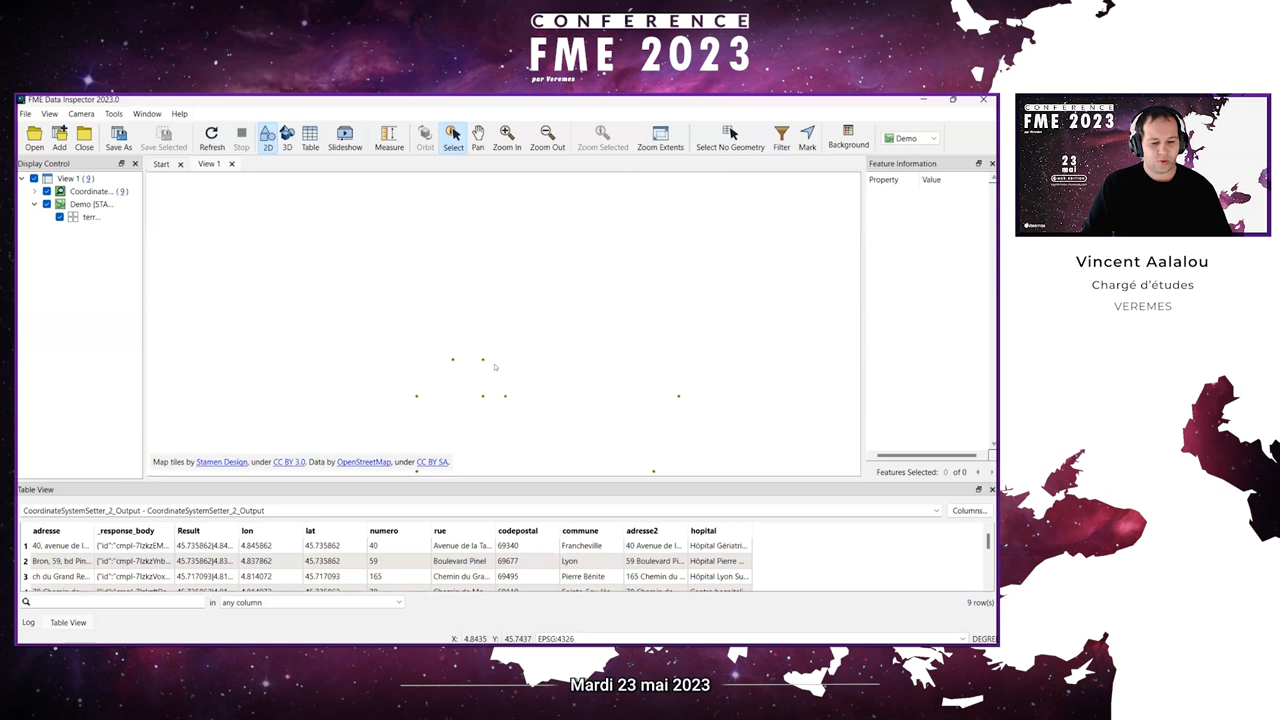 CONFÉRENCE
FME 2023
par Veremes
FME Data Inspector 2023.0
File View Camera Tools Window Help
Open Add Close Save As Save Selected Refresh Stop 2D 3D Table Slideshow Measure Orbit Select Pan Zoom In Zoom Out Zoom Selected Zoom Extents Select No Geometry Filter Mark Background Demo
Display Control
Start View 1
Feature Information
View 1 (9)
Coordinate... (9)
Demo [STA...
terr...
Property Value
Map tiles by Stamen Design, under CC BY 3.0. Data by OpenStreetMap, under CC BY SA.
Features Selected: 0 of 0
Table View
CoordinateSystemSetter_2_Output - CoordinateSystemSetter_2_Output
Columns...
adresse _response_body Result lon lat numero rue codepostal commune adresse2 hopital
1 40, avenue de l... 45.735862|4.84... 4.845862 45.735862 40 Avenue de la Ta... 69340 Francheville 40 Avenue de l... Hôpital Gériatri...
2 Bron, 59, bd Pin... 45.735862|4.83... 4.837862 45.735862 59 Boulevard Pinel 69677 Lyon 59 Boulevard Pi... Hôpital Pierre ...
3 ch du Grand Re... 45.717093|4.81... 4.814072 45.717093 165 Chemin du Gra... 69495 Pierre Bénite 165 Chemin du ... Hôpital Lyon Su...
in any column
9 row(s)
Log Table View
X: 4.8435 Y: 45.7437 EPSG:4326 DEGRE
CONFÉRENCE
FME 2023
23
mai
Vincent Aalalou
Chargé d'études
VEREMES
Mardi 23 mai 2023